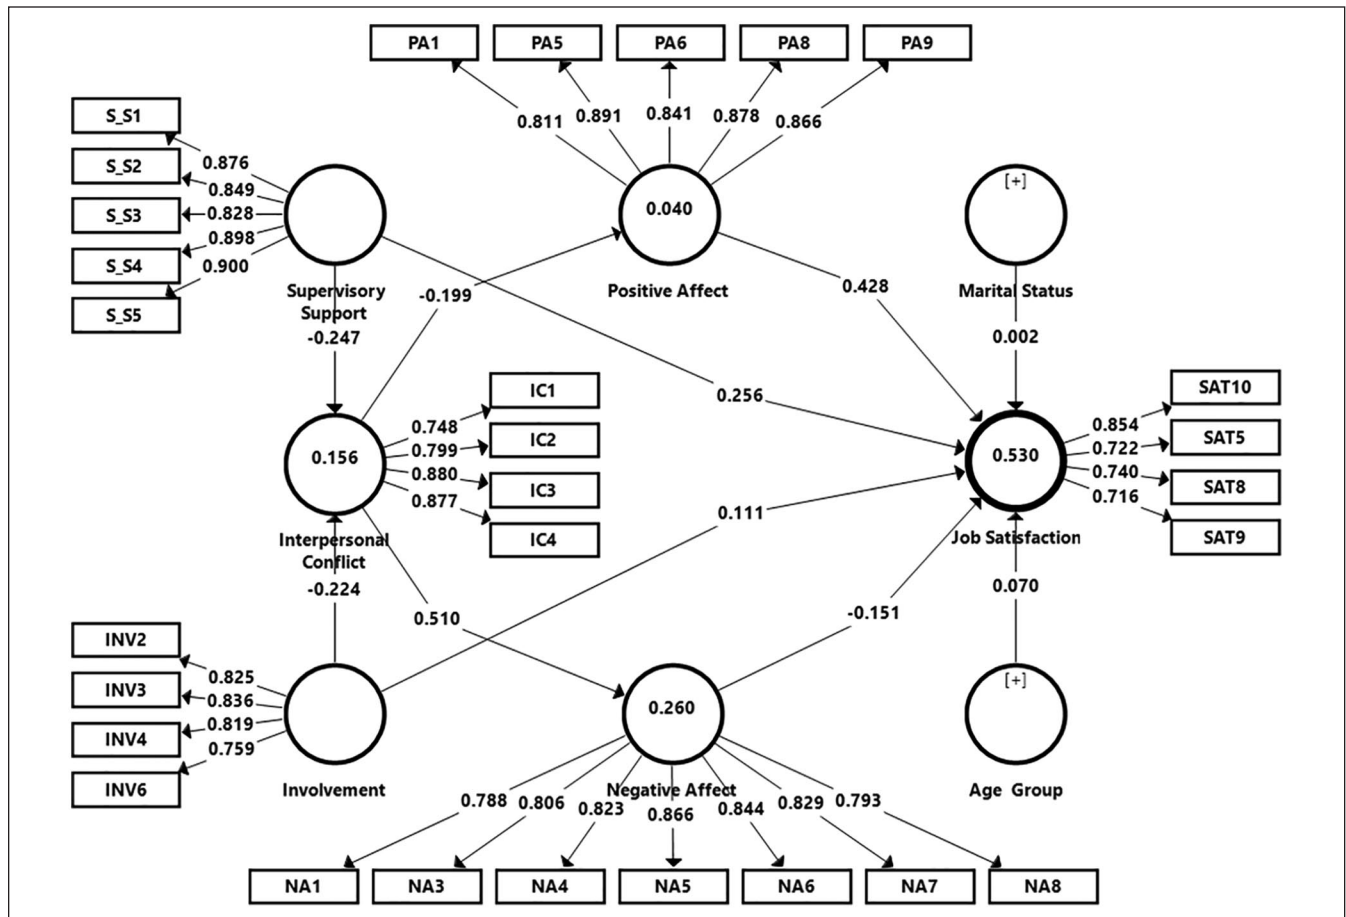 PA1 PA5 PA6 PA8 PA9
0.811 0.891 0.841 0.878 0.866
S_S1
S_S2
S_S3
S_S4
S_S5
0.876
0.849
0.828
0.898
0.900
Supervisory
Support
0.040
Positive Affect
[+]
Marital Status
-0.247
-0.199
0.428
0.002
0.256
IC1
IC2
IC3
IC4
0.748
0.799
0.880
0.877
0.156
Interpersonal
Conflict
0.530
Job Satisfaction
SAT10
SAT5
SAT8
SAT9
0.854
0.722
0.740
0.716
0.111
-0.224
0.510
-0.151
0.070
INV2
INV3
INV4
INV6
0.825
0.836
0.819
0.759
Involvement
0.260
Negative Affect
[+]
Age Group
0.788 0.806 0.823 0.866 0.844 0.829 0.793
NA1 NA3 NA4 NA5 NA6 NA7 NA8